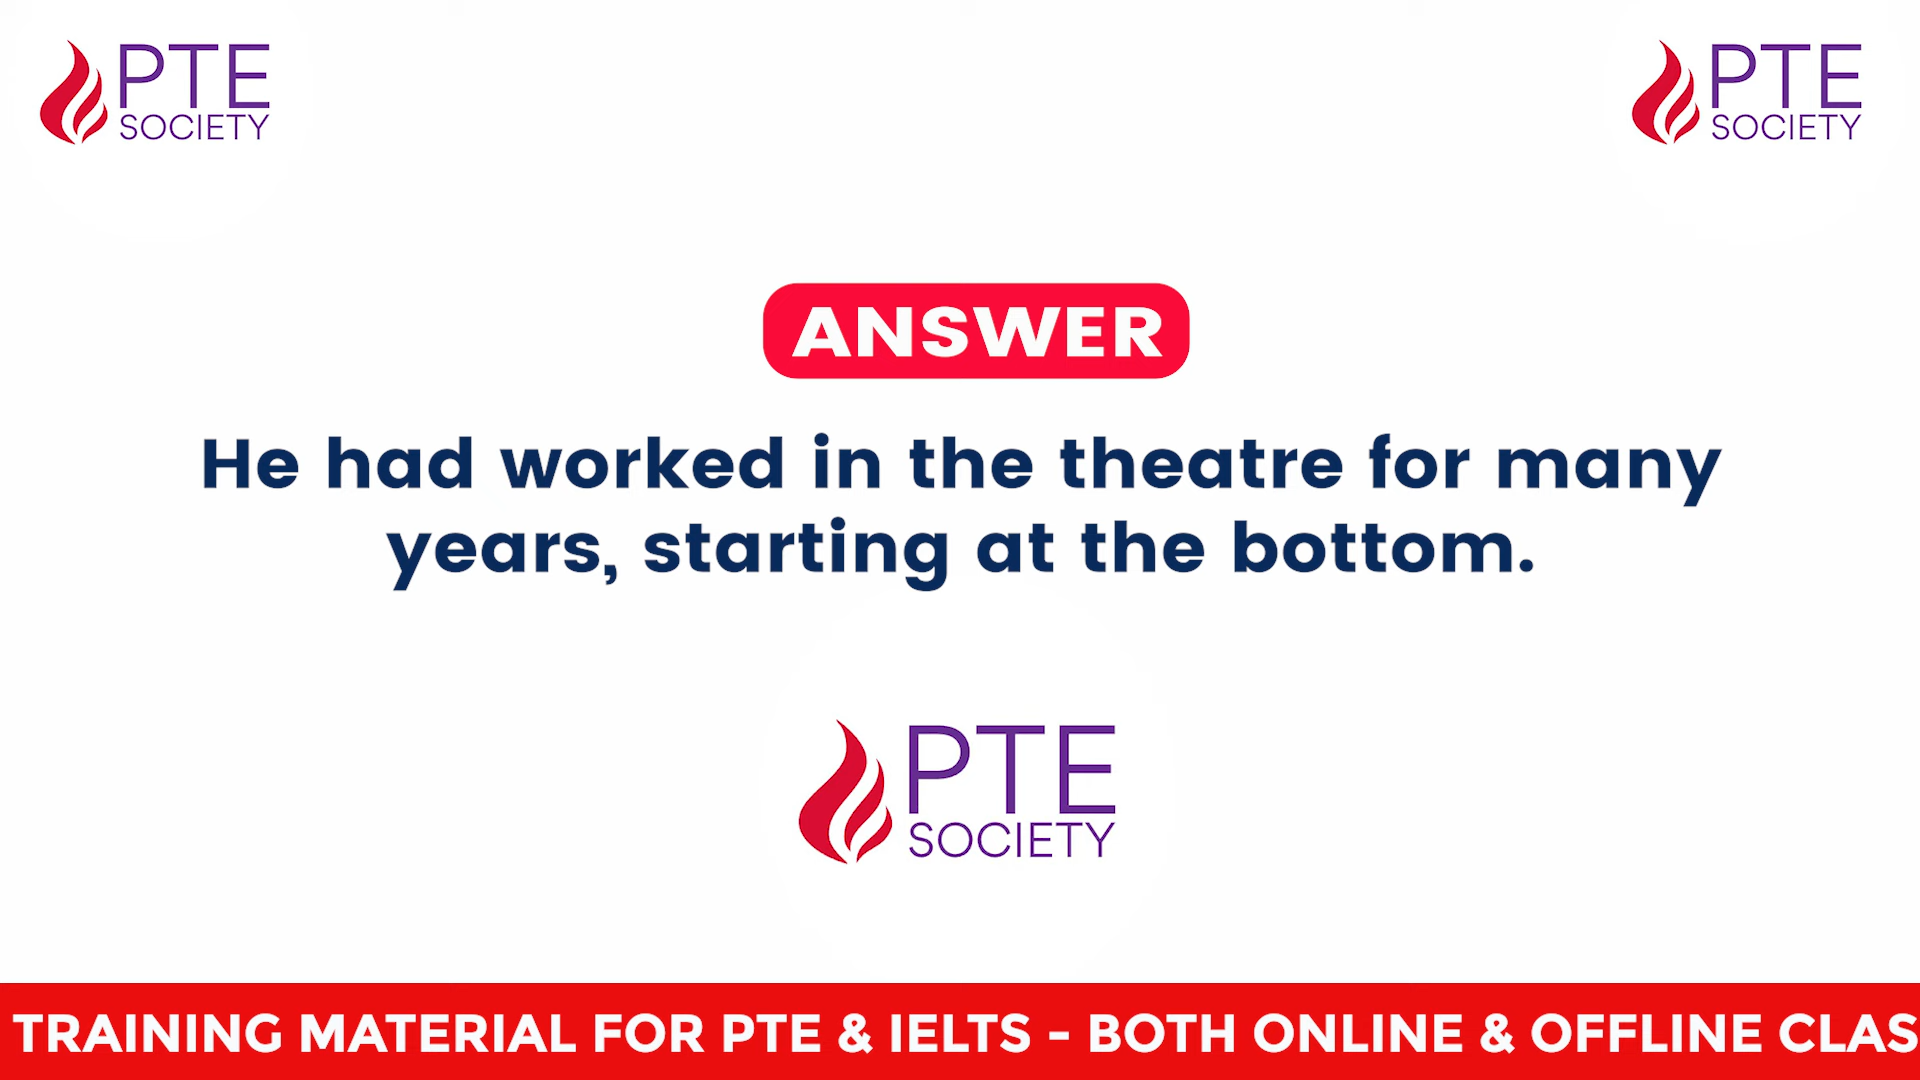 PTE
SOCIETY
PTE
SOCIETY
ANSWER
He had worked in the theatre for many
years, starting at the bottom.
PTE
SOCIETY
TRAINING MATERIAL FOR PTE & IELTS - BOTH ONLINE & OFFLINE CLAS